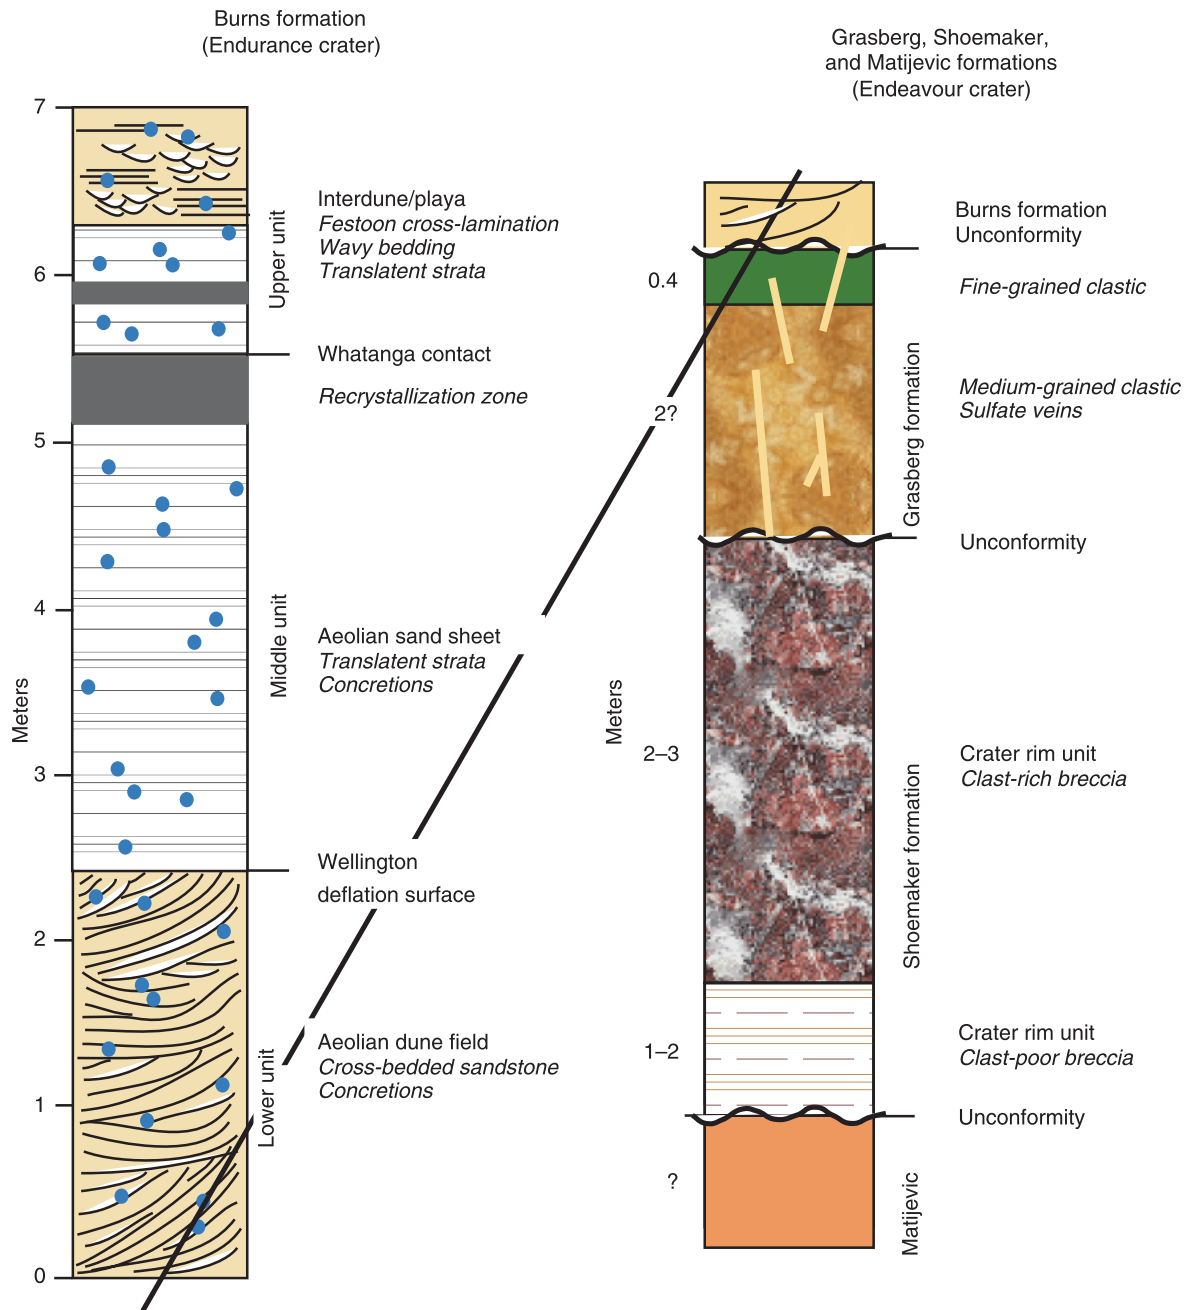 Burns formation
(Endurance crater)
7
6
5
4
3
2
1
0
Meters
Upper unit
Middle unit
Lower unit
Interdune/playa
Festoon cross-lamination
Wavy bedding
Translatent strata
Whatanga contact
Recrystallization zone
Aeolian sand sheet
Translatent strata
Concretions
Wellington
deflation surface
Aeolian dune field
Cross-bedded sandstone
Concretions
Grasberg, Shoemaker,
and Matijevic formations
(Endeavour crater)
0.4
2?
2–3
1–2
?
Meters
Grasberg formation
Shoemaker formation
Matijevic
Burns formation
Unconformity
Fine-grained clastic
Medium-grained clastic
Sulfate veins
Unconformity
Crater rim unit
Clast-rich breccia
Crater rim unit
Clast-poor breccia
Unconformity